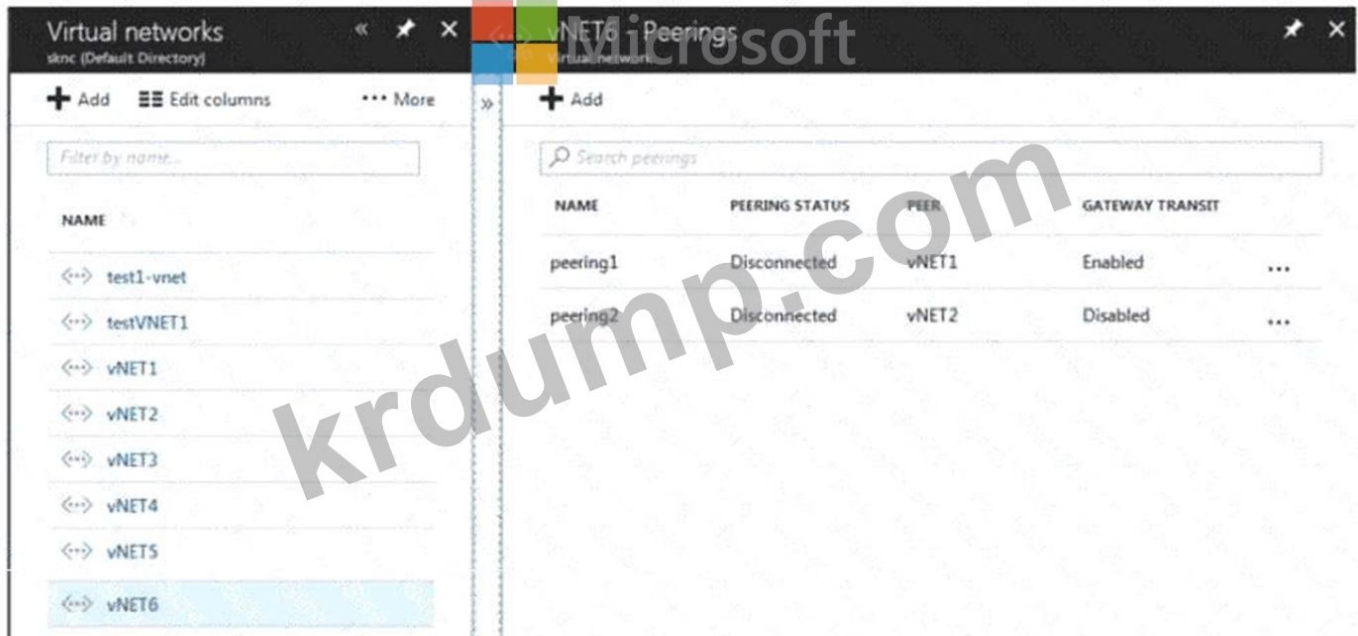 Virtual networks
sknc (Default Directory)
Add
Edit columns
More
Filter by name...
NAME
test1-vnet
testVNET1
vNET1
vNET2
vNET3
vNET4
vNET5
vNET6
vNET6 - Peerings
Virtual network
Microsoft
Add
Search peerings
NAME PEERING STATUS PEER GATEWAY TRANSIT
peering1 Disconnected vNET1 Enabled
peering2 Disconnected vNET2 Disabled
krdump.com